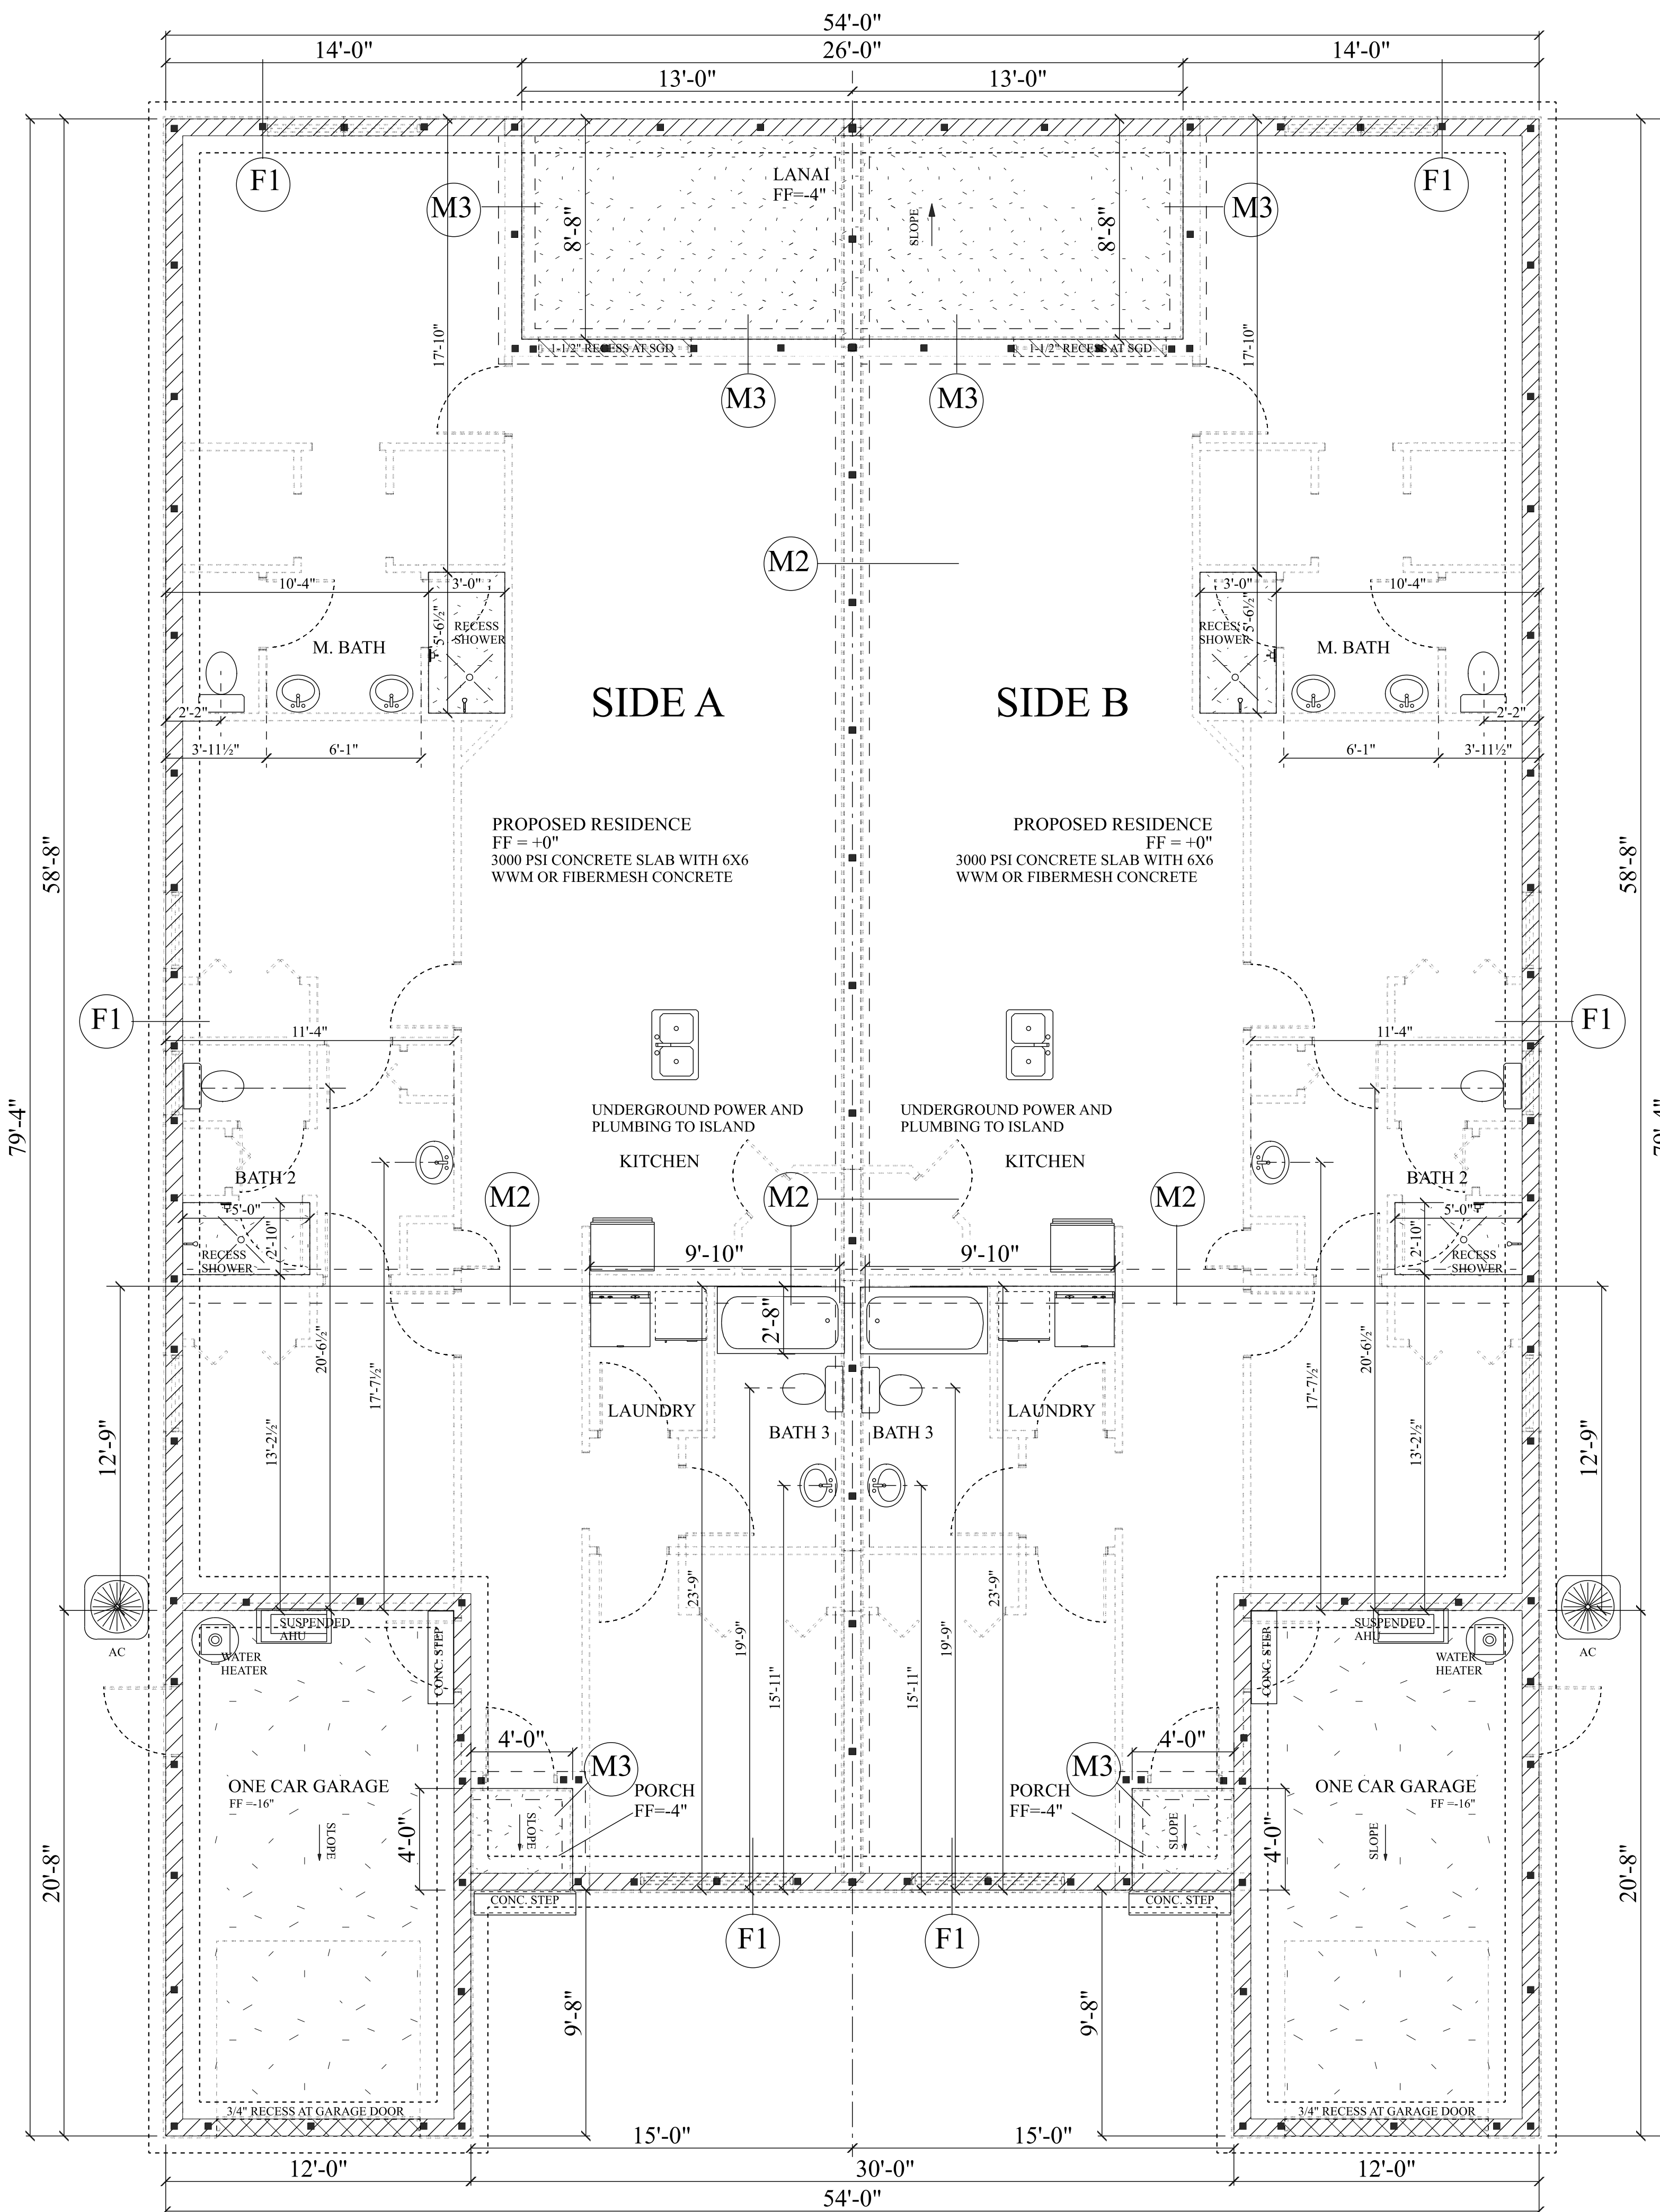 54'-0"
14'-0"
26'-0"
14'-0"
13'-0"
13'-0"
F1
F1
LANAI
FF=-4"
M3
M3
SLOPE
8'-8"
8'-8"
17'-10"
17'-10"
1-1/2" RECESS AT SGD
1-1/2" RECESS AT SGD
M3
M3
M2
10'-4"
3'-0"
3'-0"
10'-4"
5'-6½"
5'-6½"
RECESS
SHOWER
RECESS
SHOWER
M. BATH
M. BATH
SIDE A
SIDE B
2'-2"
2'-2"
3'-11½"
6'-1"
6'-1"
3'-11½"
PROPOSED RESIDENCE
FF = +0"
3000 PSI CONCRETE SLAB WITH 6X6
WWM OR FIBERMESH CONCRETE
PROPOSED RESIDENCE
FF = +0"
3000 PSI CONCRETE SLAB WITH 6X6
WWM OR FIBERMESH CONCRETE
58'-8"
58'-8"
F1
F1
11'-4"
11'-4"
79'-4"
UNDERGROUND POWER AND
PLUMBING TO ISLAND
UNDERGROUND POWER AND
PLUMBING TO ISLAND
KITCHEN
KITCHEN
BATH 2
BATH 2
M2
M2
M2
5'-0"
5'-0"
2'-10"
2'-10"
RECESS
SHOWER
RECESS
SHOWER
9'-10"
9'-10"
2'-8"
20'-6½"
20'-6½"
17'-7½"
17'-7½"
13'-2½"
13'-2½"
12'-9"
12'-9"
LAUNDRY
LAUNDRY
BATH 3
BATH 3
23'-9"
23'-9"
19'-9"
19'-9"
15'-11"
15'-11"
SUSPENDED
AHU
SUSPENDED
AHU
WATER
HEATER
WATER
HEATER
AC
AC
CONC. STEP
CONC. STEP
4'-0"
4'-0"
M3
M3
PORCH
FF=-4"
PORCH
FF=-4"
ONE CAR GARAGE
FF =-16"
ONE CAR GARAGE
FF =-16"
SLOPE
SLOPE
SLOPE
SLOPE
4'-0"
4'-0"
20'-8"
20'-8"
CONC. STEP
CONC. STEP
F1
F1
9'-8"
9'-8"
3/4" RECESS AT GARAGE DOOR
3/4" RECESS AT GARAGE DOOR
15'-0"
15'-0"
12'-0"
30'-0"
12'-0"
54'-0"